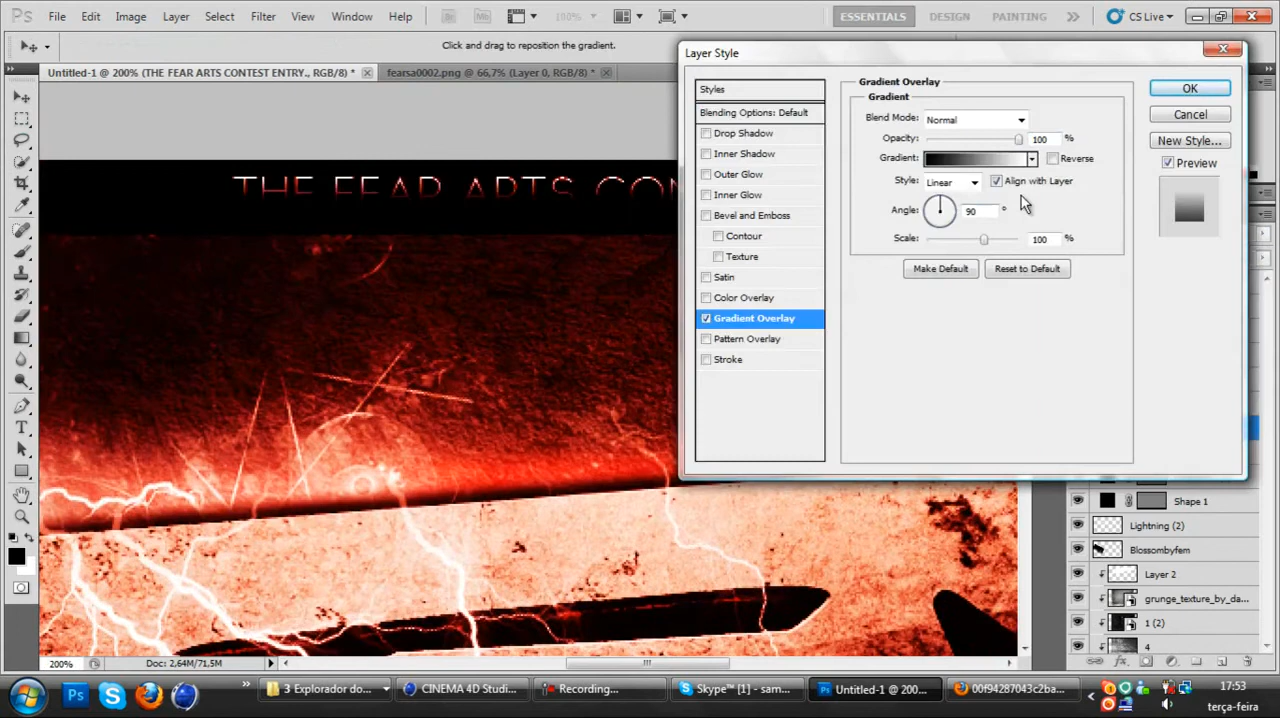 Ps File Edit Image Layer Select Filter View Window Help Br Mb 100% ESSENTIALS DESIGN PAINTING CS Live
Click and drag to reposition the gradient.
Untitled-1 @ 200% (THE FEAR ARTS CONTEST ENTRY., RGB/8) * fearsa0002.png @ 66,7% (Layer 0, RGB/8) *
THE FEAR ARTS CON
Layer Style
Styles
Blending Options: Default
Drop Shadow
Inner Shadow
Outer Glow
Inner Glow
Bevel and Emboss
Contour
Texture
Satin
Color Overlay
Gradient Overlay
Pattern Overlay
Stroke
Gradient Overlay
Gradient
Blend Mode: Normal
Opacity: 100 %
Gradient: Reverse
Style: Linear Align with Layer
Angle: 90 °
Scale: 100 %
Make Default Reset to Default
OK
Cancel
New Style...
Preview
Shape 1
Lightning (2)
Blossombyfem
Layer 2
grunge_texture_by_da...
1 (2)
4
fx.
200% Doc: 2,64M/71,5M
3 Explorador do... CINEMA 4D Studi... Recording... Skype™ [1] - sam... Untitled-1 @ 200... 00f94287043c2ba...
17:53
terça-feira